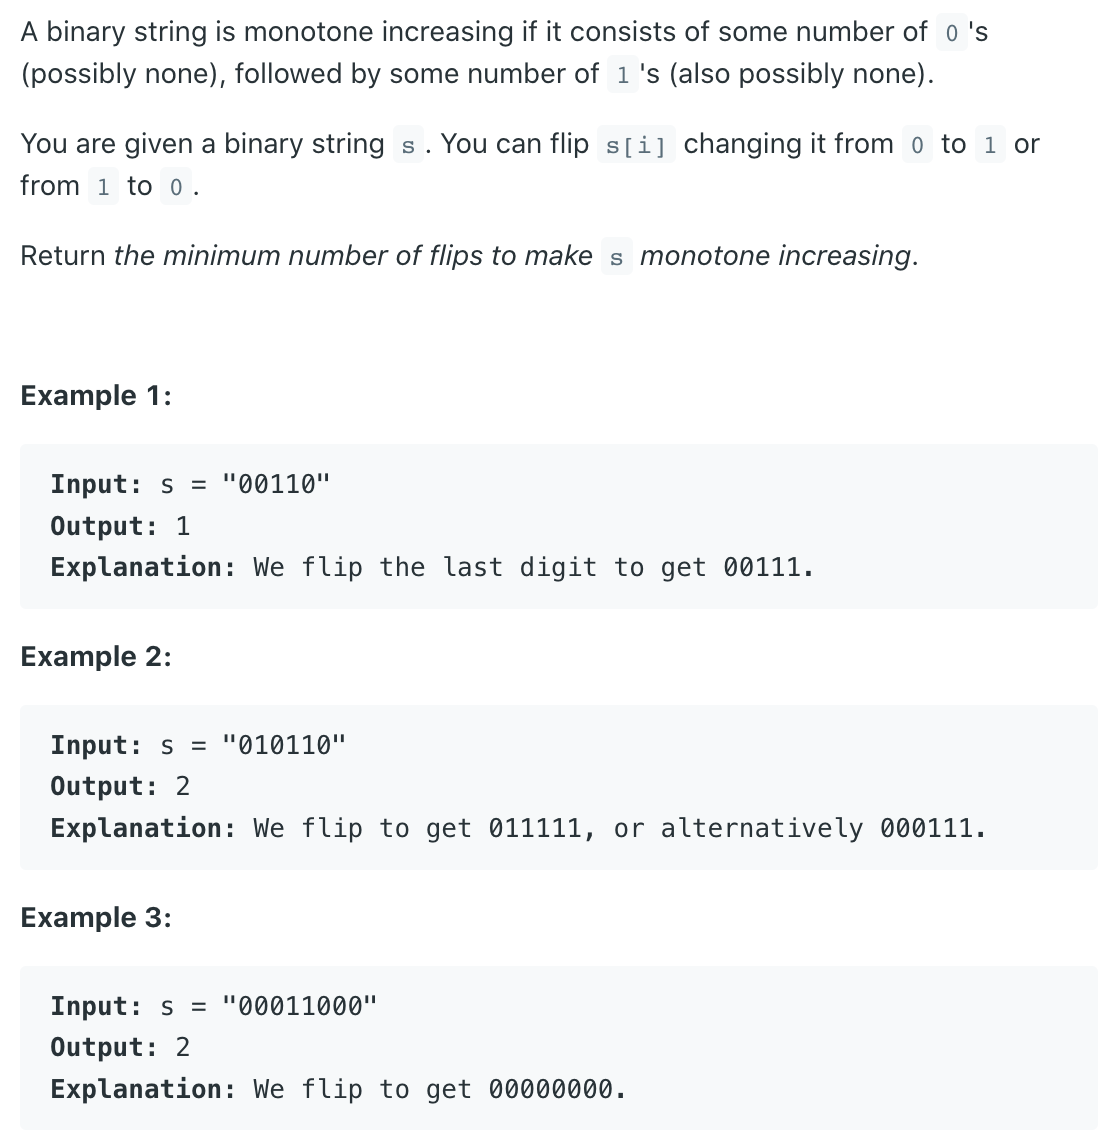 A binary string is monotone increasing if it consists of some number of 0 's
(possibly none), followed by some number of 1 's (also possibly none).
You are given a binary string s . You can flip s[i] changing it from 0 to 1 or
from 1 to 0 .
Return the minimum number of flips to make s monotone increasing.
Example 1:
Input: s = "00110"
Output: 1
Explanation: We flip the last digit to get 00111.
Example 2:
Input: s = "010110"
Output: 2
Explanation: We flip to get 011111, or alternatively 000111.
Example 3:
Input: s = "00011000"
Output: 2
Explanation: We flip to get 00000000.